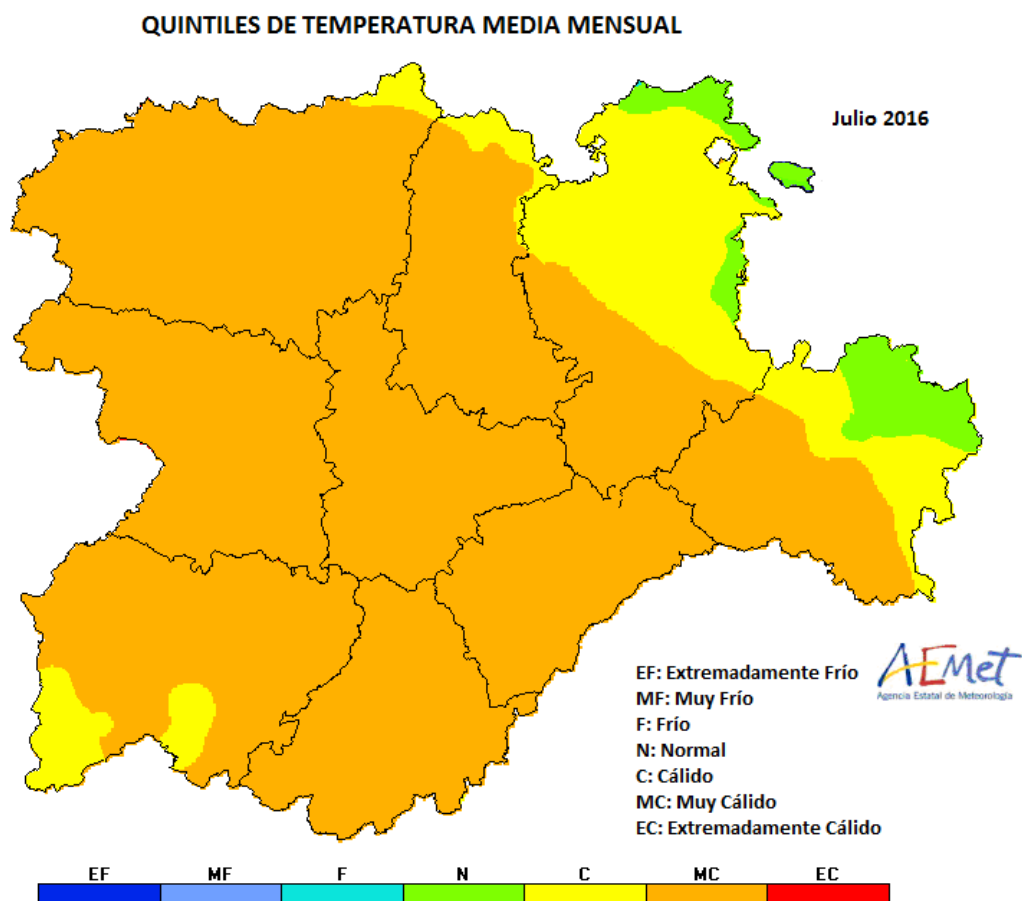 QUINTILES DE TEMPERATURA MEDIA MENSUAL
Julio 2016
AEMet
Agencia Estatal de Meteorología
EF: Extremadamente Frío
MF: Muy Frío
F: Frío
N: Normal
C: Cálido
MC: Muy Cálido
EC: Extremadamente Cálido
EF MF F N C MC EC